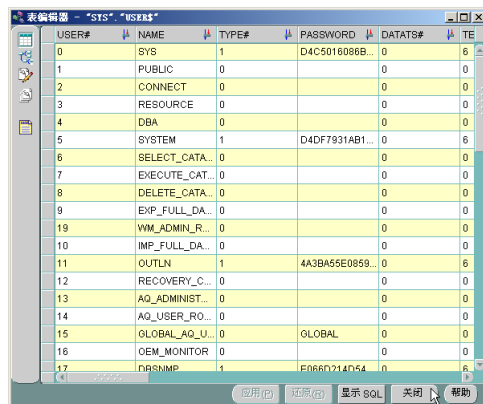 表编辑器 - "SYS"."USER$"
USER# NAME TYPE# PASSWORD DATATS# TE
0 SYS 1 D4C5016086B... 0 6
1 PUBLIC 0 0 0
2 CONNECT 0 0 0
3 RESOURCE 0 0 0
4 DBA 0 0 0
5 SYSTEM 1 D4DF7931AB1... 0 6
6 SELECT_CATA... 0 0 0
7 EXECUTE_CAT... 0 0 0
8 DELETE_CATA... 0 0 0
9 EXP_FULL_DA... 0 0 0
19 WM_ADMIN_R... 0 0 0
10 IMP_FULL_DA... 0 0 0
11 OUTLN 1 4A3BA55E0859... 0 6
12 RECOVERY_C... 0 0 0
13 AQ_ADMINIST... 0 0 0
14 AQ_USER_RO... 0 0 0
15 GLOBAL_AQ_U... 0 GLOBAL 0 0
16 OEM_MONITOR 0 0 0
17 DBSNMP 1 E066D214D54... 0 6
应用(P) 还原(R) 显示 SQL 关闭 帮助